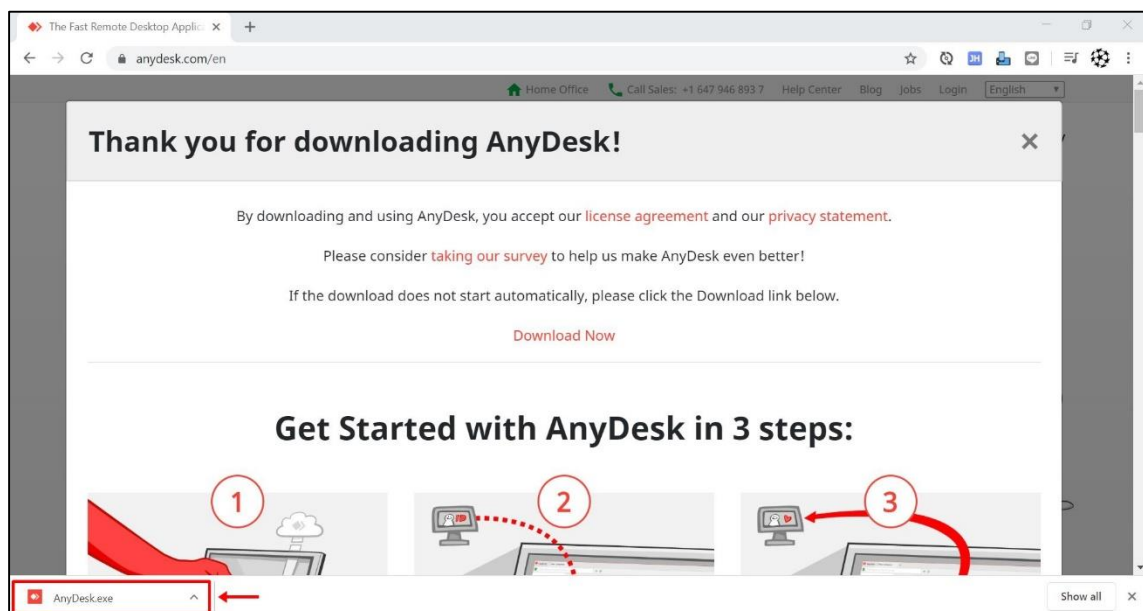 The Fast Remote Desktop Applic
anydesk.com/en
JH
Home Office Call Sales: +1 647 946 893 7 Help Center Blog Jobs Login English
Thank you for downloading AnyDesk!
By downloading and using AnyDesk, you accept our license agreement and our privacy statement.
Please consider taking our survey to help us make AnyDesk even better!
If the download does not start automatically, please click the Download link below.
Download Now
Get Started with AnyDesk in 3 steps:
1 2 3
AnyDesk.exe
Show all